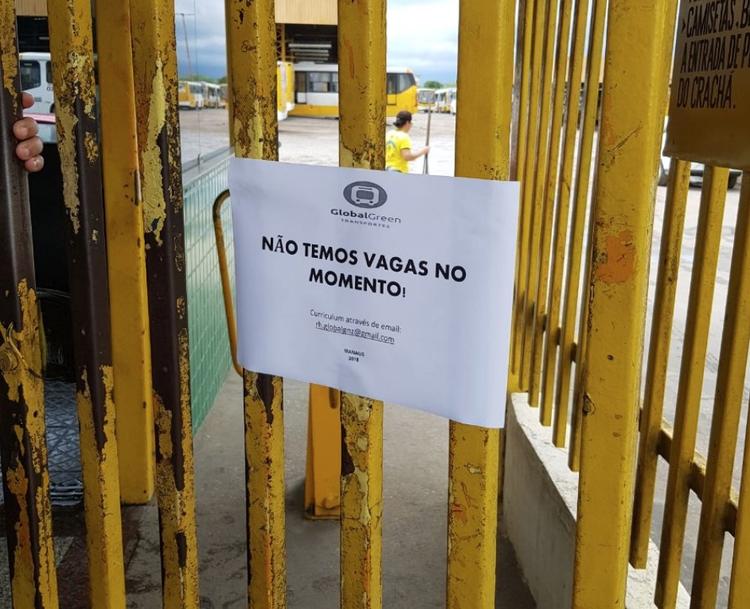 CAMISETAS
A ENTRADA DE
DO CRACHÁ.
GlobalGreen
TRANSPORTES
NÃO TEMOS VAGAS NO
MOMENTO!
Curriculum através de email:
rh.globalgnz@gmail.com
MANAUS
2018